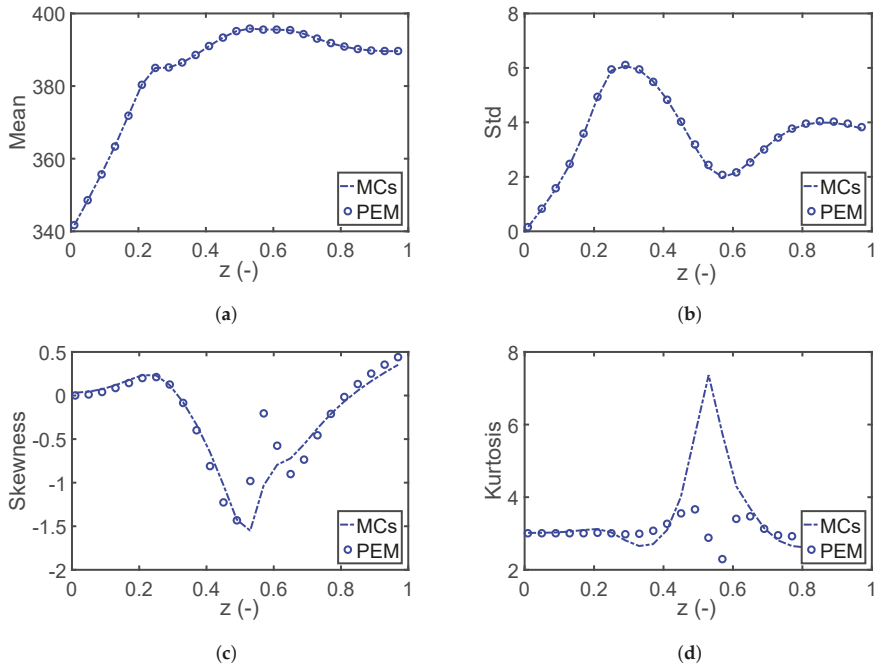 400
380
360
340
Mean
0
0.2
0.4
0.6
0.8
1
z (-)
MCs
PEM
(a)
8
6
4
2
0
Std
0
0.2
0.4
0.6
0.8
1
z (-)
MCs
PEM
(b)
0.5
0
-0.5
-1
-1.5
-2
Skewness
0
0.2
0.4
0.6
0.8
1
z (-)
MCs
PEM
(c)
8
6
4
2
Kurtosis
0
0.2
0.4
0.6
0.8
1
z (-)
MCs
PEM
(d)